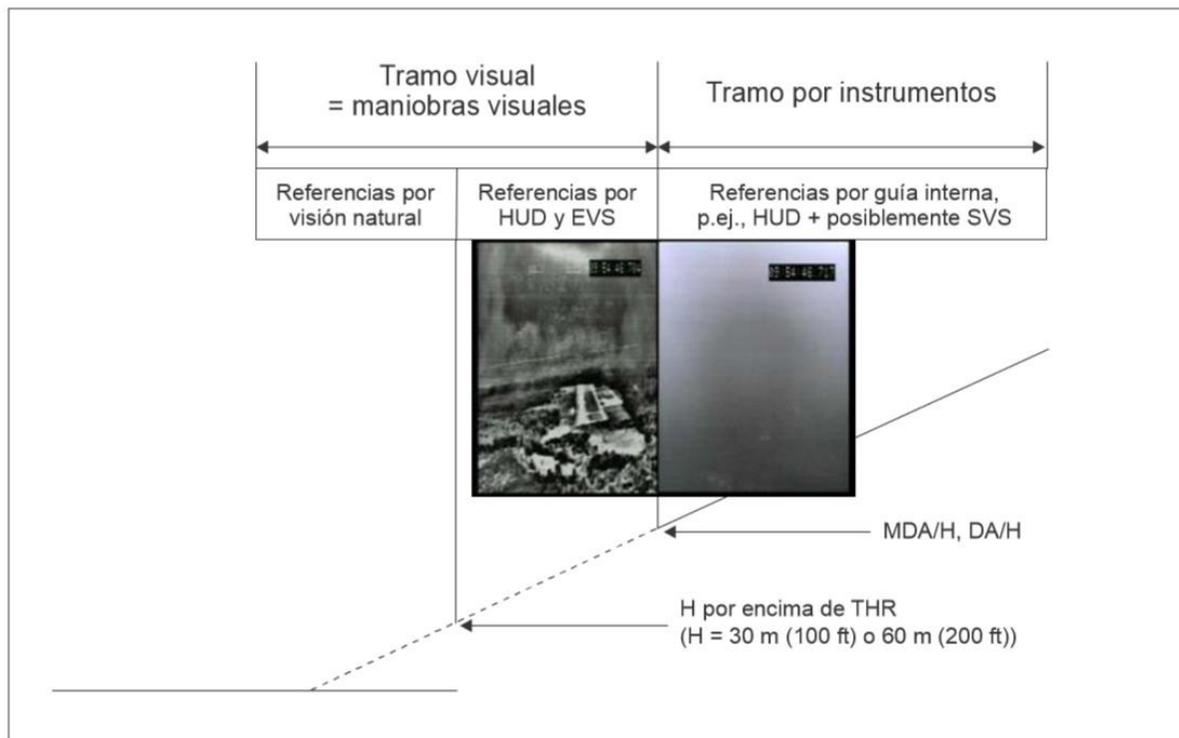 Tramo visual
= maniobras visuales
Tramo por instrumentos
Referencias por
visión natural
Referencias por
HUD y EVS
Referencias por guía interna,
p.ej., HUD + posiblemente SVS
MDA/H, DA/H
H por encima de THR
(H = 30 m (100 ft) o 60 m (200 ft))